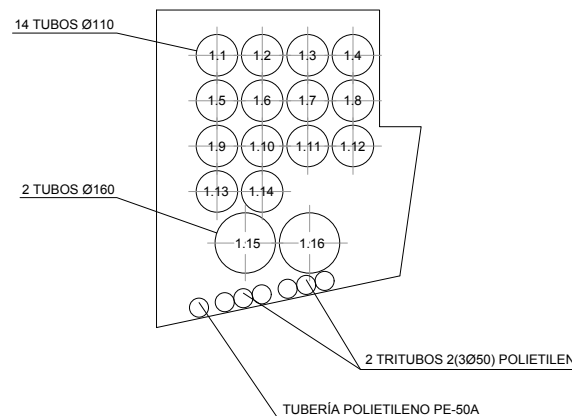 14 TUBOS Ø110
1.1 1.2 1.3 1.4
1.5 1.6 1.7 1.8
1.9 1.10 1.11 1.12
1.13 1.14
2 TUBOS Ø160
1.15 1.16
2 TRITUBOS 2(3Ø50) POLIETILEN
TUBERÍA POLIETILENO PE-50A